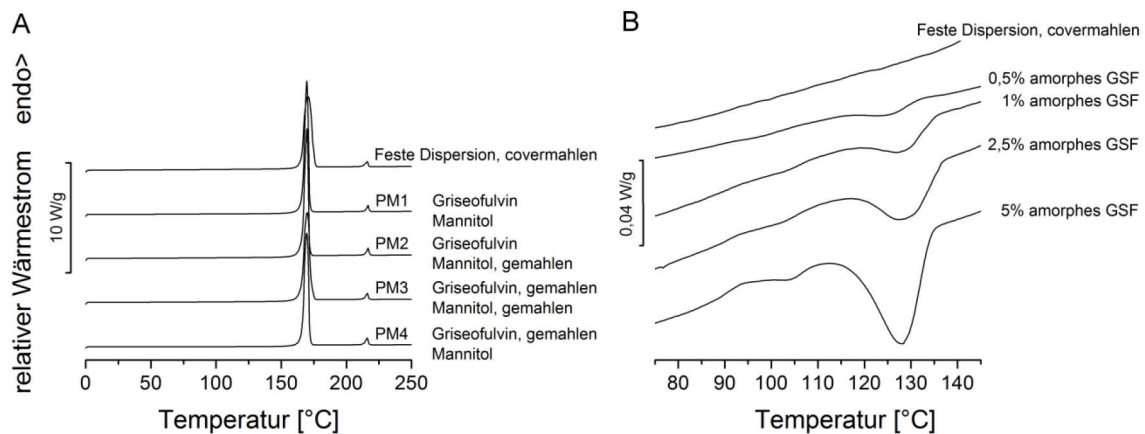 A
relativer Wärmestrom endo>
10 W/g
Feste Dispersion, covermahlen
PM1 Griseofulvin
Mannitol
PM2 Griseofulvin
Mannitol, gemahlen
PM3 Griseofulvin, gemahlen
Mannitol, gemahlen
PM4 Griseofulvin, gemahlen
Mannitol
0 50 100 150 200 250
Temperatur [°C]
B
Feste Dispersion, covermahlen
0,5% amorphes GSF
1% amorphes GSF
2,5% amorphes GSF
5% amorphes GSF
0,04 W/g
80 90 100 110 120 130 140
Temperatur [°C]